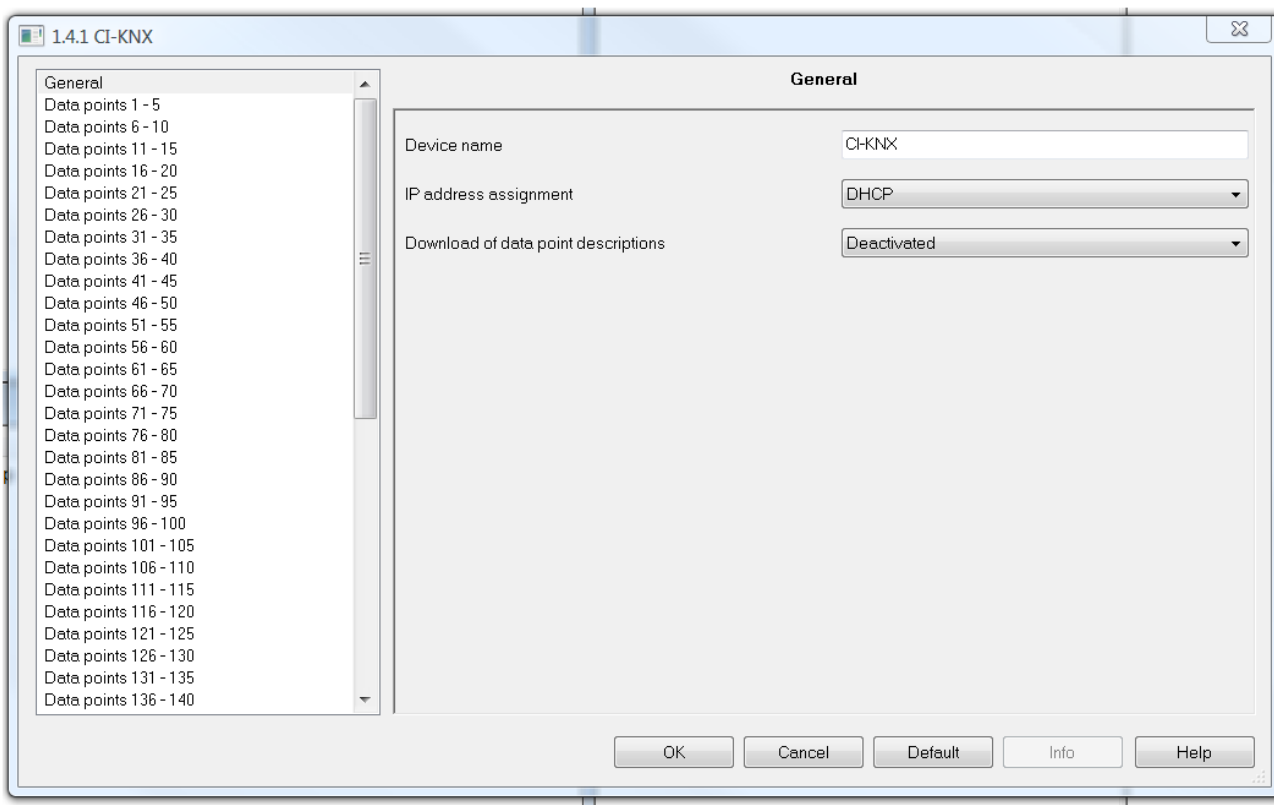 1.4.1 CI-KNX
General
Data points 1 - 5
Data points 6 - 10
Data points 11 - 15
Data points 16 - 20
Data points 21 - 25
Data points 26 - 30
Data points 31 - 35
Data points 36 - 40
Data points 41 - 45
Data points 46 - 50
Data points 51 - 55
Data points 56 - 60
Data points 61 - 65
Data points 66 - 70
Data points 71 - 75
Data points 76 - 80
Data points 81 - 85
Data points 86 - 90
Data points 91 - 95
Data points 96 - 100
Data points 101 - 105
Data points 106 - 110
Data points 111 - 115
Data points 116 - 120
Data points 121 - 125
Data points 126 - 130
Data points 131 - 135
Data points 136 - 140
General
Device name CI-KNX
IP address assignment DHCP
Download of data point descriptions Deactivated
OK Cancel Default Info Help